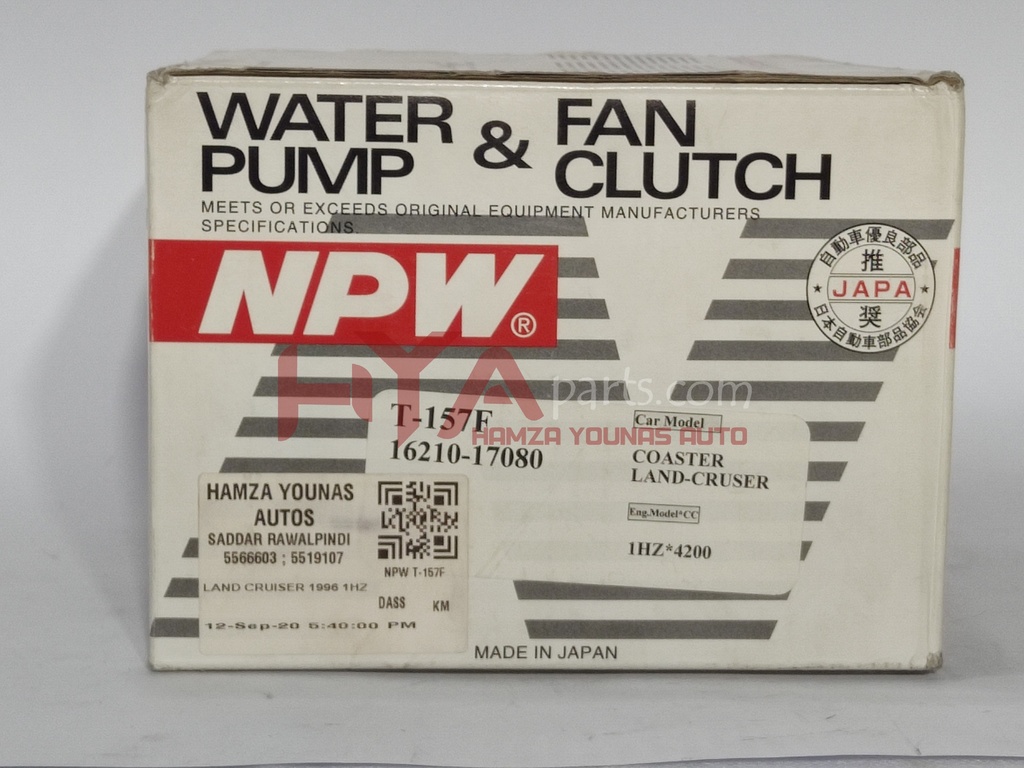 WATER PUMP & FAN CLUTCH
MEETS OR EXCEEDS ORIGINAL EQUIPMENT MANUFACTURERS
SPECIFICATIONS.
NPW®
自動車優良部品
推
★ JAPA ★
奨
日本自動車部品協会
HYAparts.com
HAMZA YOUNAS AUTO
T-157F
16210-17080
Car Model
COASTER
LAND-CRUSER
Eng.Model*CC
1HZ*4200
HAMZA YOUNAS
AUTOS
SADDAR RAWALPINDI
5566603 ; 5519107
NPW T-157F
LAND CRUISER 1996 1HZ
DASS KM
12-Sep-20 5:40:00 PM
MADE IN JAPAN